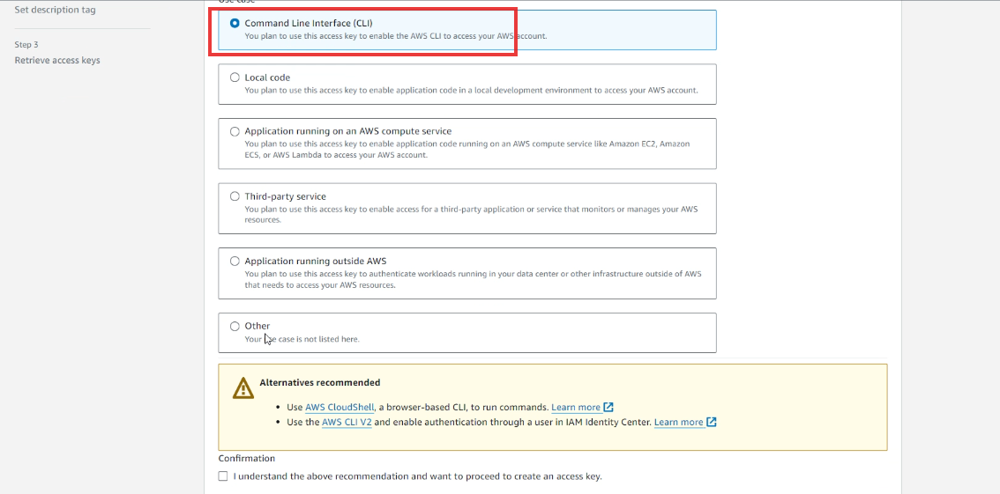 Use case
Set description tag
Step 3
Retrieve access keys
Command Line Interface (CLI)
You plan to use this access key to enable the AWS CLI to access your AWS account.
Local code
You plan to use this access key to enable application code in a local development environment to access your AWS account.
Application running on an AWS compute service
You plan to use this access key to enable application code running on an AWS compute service like Amazon EC2, Amazon
ECS, or AWS Lambda to access your AWS account.
Third-party service
You plan to use this access key to enable access for a third-party application or service that monitors or manages your AWS
resources.
Application running outside AWS
You plan to use this access key to authenticate workloads running in your data center or other infrastructure outside of AWS
that needs to access your AWS resources.
Other
Your use case is not listed here.
Alternatives recommended
• Use AWS CloudShell, a browser-based CLI, to run commands. Learn more
• Use the AWS CLI V2 and enable authentication through a user in IAM Identity Center. Learn more
Confirmation
I understand the above recommendation and want to proceed to create an access key.